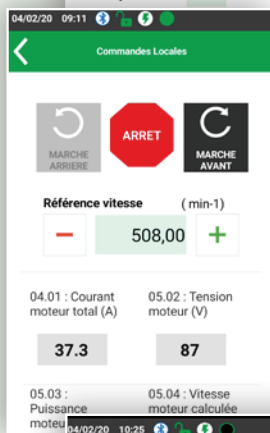 04/02/20 09:11
Commandes Locales
MARCHE
ARRIERE
ARRET
MARCHE
AVANT
Référence vitesse ( min-1)
− 508,00 +
04.01 : Courant
moteur total (A)
05.02 : Tension
moteur (V)
37.3
87
05.03 :
Puissance
moteu
05.04 : Vitesse
moteur calculée
04/02/20 10:25